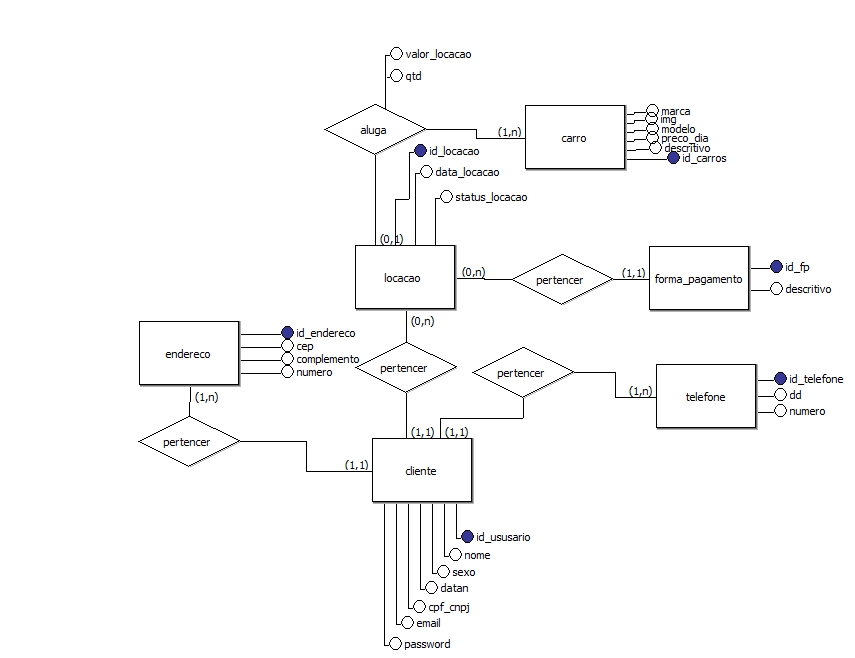 valor_locacao
qtd
aluga
(1,n)
carro
marca
img
modelo
preco_dia
descritivo
id_carros
id_locacao
data_locacao
status_locacao
(0,1)
locacao
(0,n)
pertencer
(1,1)
forma_pagamento
id_fp
descritivo
(0,n)
endereco
id_endereco
cep
complemento
numero
(1,n)
pertencer
pertencer
(1,n)
telefone
id_telefone
dd
numero
pertencer
(1,1)
(1,1)
(1,1)
cliente
id_ususario
nome
sexo
datan
cpf_cnpj
email
password